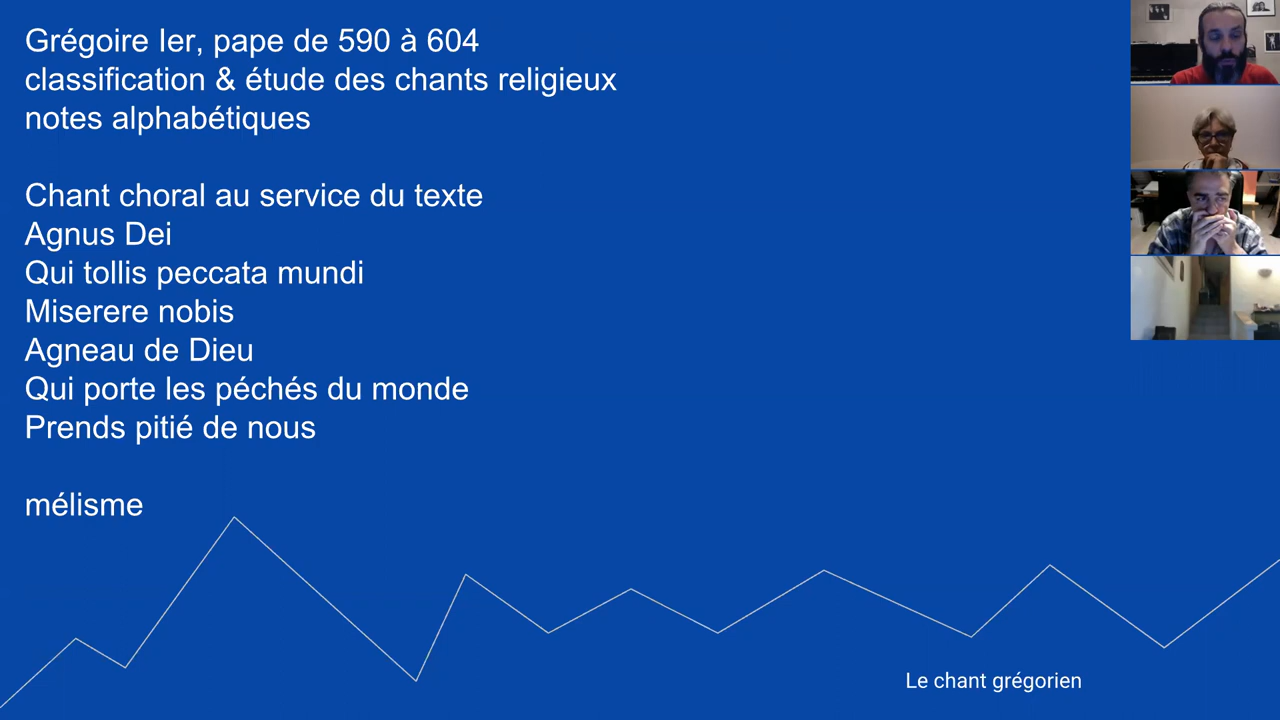 Grégoire Ier, pape de 590 à 604
classification & étude des chants religieux
notes alphabétiques
Chant choral au service du texte
Agnus Dei
Qui tollis peccata mundi
Miserere nobis
Agneau de Dieu
Qui porte les péchés du monde
Prends pitié de nous
mélisme
Le chant grégorien